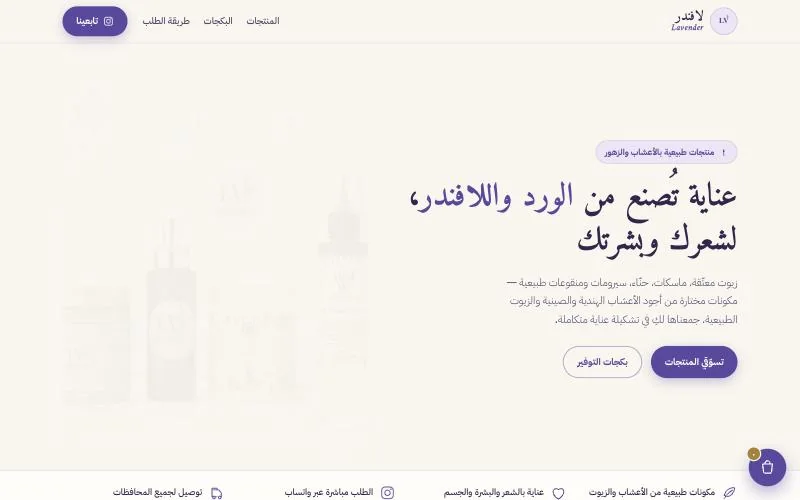 لافندر
Lavender
LV
المنتجات
البكجات
طريقة الطلب
تابعينا
منتجات طبيعية بالأعشاب والزهور
عناية تُصنع من الورد واللافندر،
لشعرك وبشرتك
زيوت معتّقة، ماسكات، حنّاء، سيرومات ومنقوعات طبيعية —
مكونات مختارة من أجود الأعشاب الهندية والصينية والزيوت
الطبيعية، جمعناها لكِ في تشكيلة عناية متكاملة.
تسوّقي المنتجات
بكجات التوفير
مكونات طبيعية من الأعشاب والزيوت
عناية بالشعر والبشرة والجسم
الطلب مباشرة عبر واتساب
توصيل لجميع المحافظات